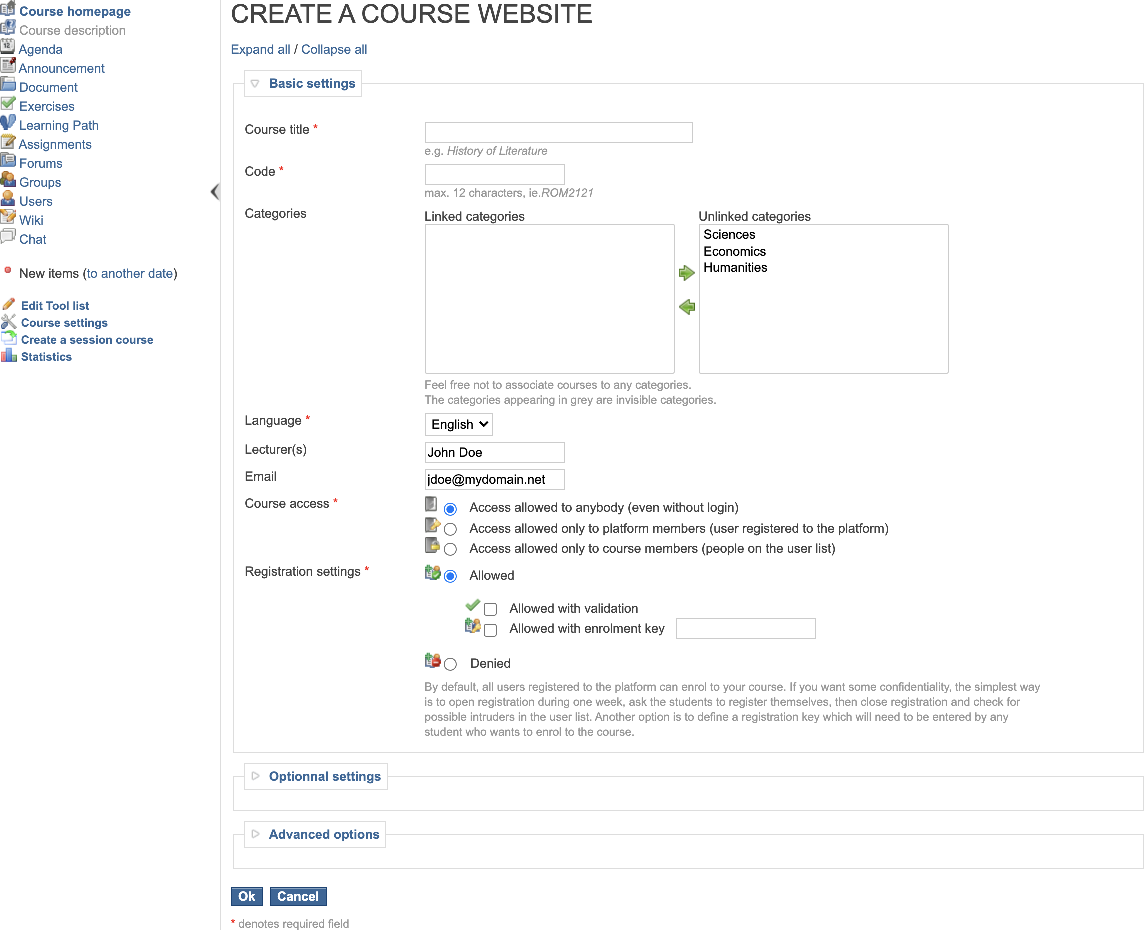 Course homepage
Course description
Agenda
Announcement
Document
Exercises
Learning Path
Assignments
Forums
Groups
Users
Wiki
Chat
New items (to another date)
Edit Tool list
Course settings
Create a session course
Statistics
CREATE A COURSE WEBSITE
Expand all / Collapse all
Basic settings
Course title *
e.g. History of Literature
Code *
max. 12 characters, ie.ROM2121
Categories
Linked categories
Unlinked categories
Sciences
Economics
Humanities
Feel free not to associate courses to any categories.
The categories appearing in grey are invisible categories.
Language *
English
Lecturer(s)
John Doe
Email
jdoe@mydomain.net
Course access *
Access allowed to anybody (even without login)
Access allowed only to platform members (user registered to the platform)
Access allowed only to course members (people on the user list)
Registration settings *
Allowed
Allowed with validation
Allowed with enrolment key
Denied
By default, all users registered to the platform can enrol to your course. If you want some confidentiality, the simplest way
is to open registration during one week, ask the students to register themselves, then close registration and check for
possible intruders in the user list. Another option is to define a registration key which will need to be entered by any
student who wants to enrol to the course.
Optionnal settings
Advanced options
Ok
Cancel
* denotes required field